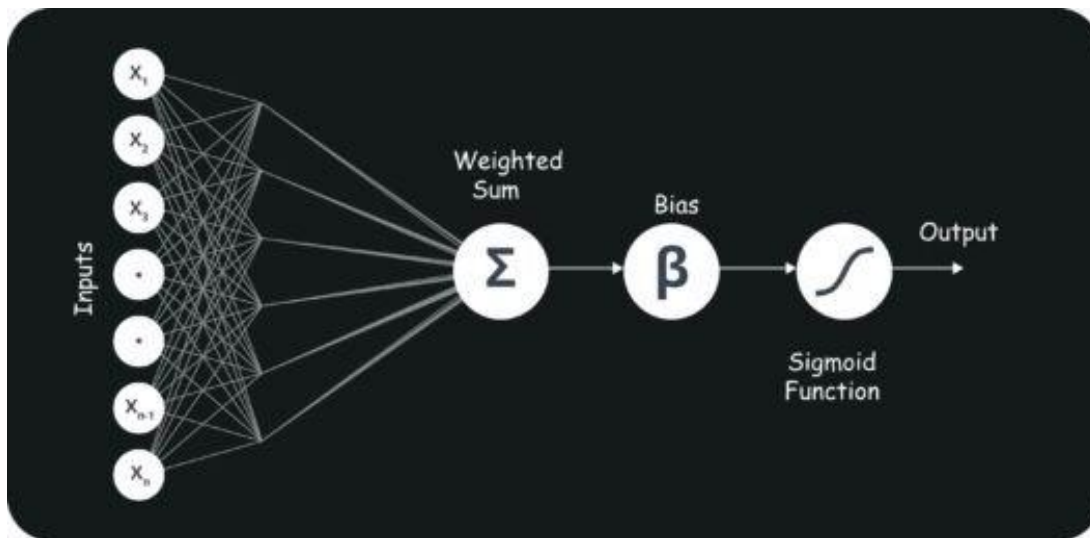 X₁
X₂
X₃
Xₙ₋₁
Xₙ
Inputs
Weighted
Sum
Σ
Bias
β
Sigmoid
Function
Output